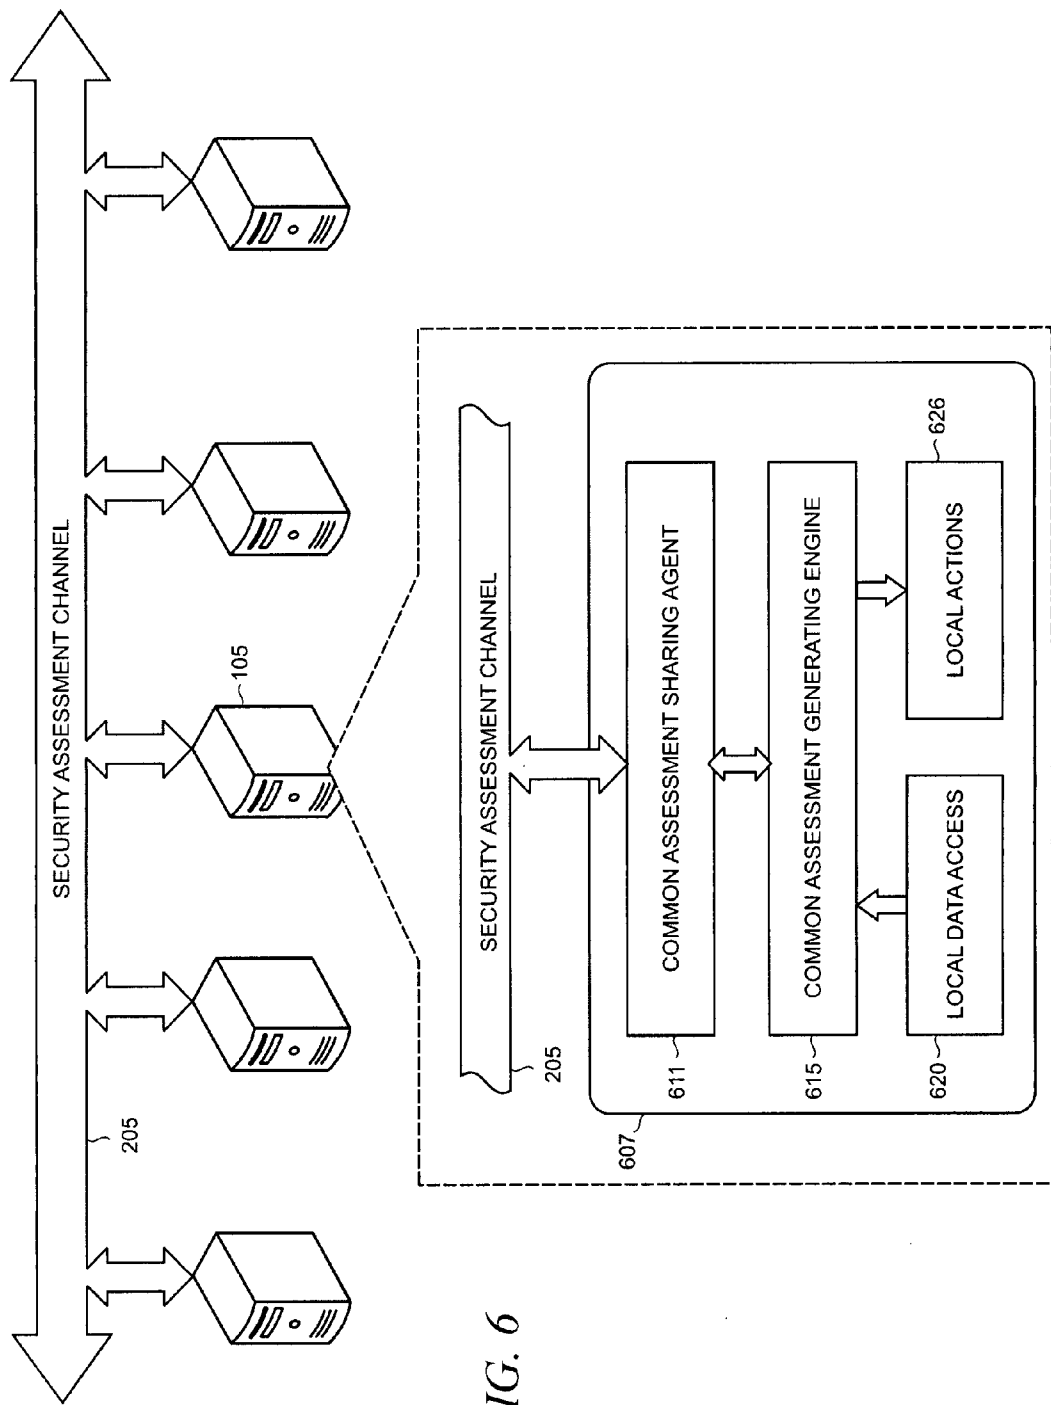 SECURITY ASSESSMENT CHANNEL
205
105
SECURITY ASSESSMENT CHANNEL
205
607
COMMON ASSESSMENT SHARING AGENT
611
COMMON ASSESSMENT GENERATING ENGINE
615
LOCAL DATA ACCESS
620
LOCAL ACTIONS
626
IG. 6